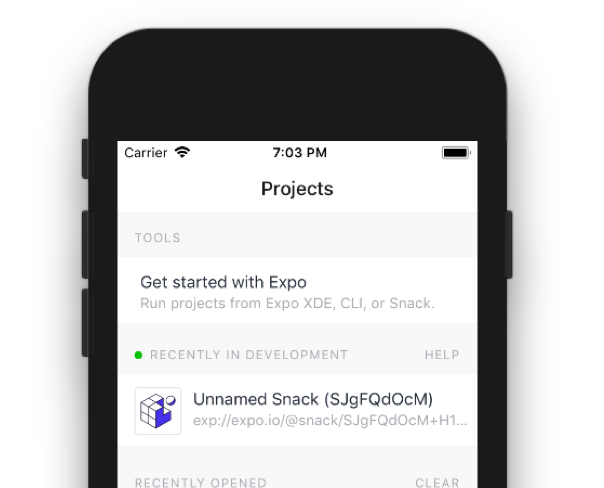 Carrier 7:03 PM
Projects
TOOLS
Get started with Expo
Run projects from Expo XDE, CLI, or Snack.
RECENTLY IN DEVELOPMENT HELP
Unnamed Snack (SJgFQdOcM)
exp://expo.io/@snack/SJgFQdOcM+H1...
RECENTLY OPENED CLEAR